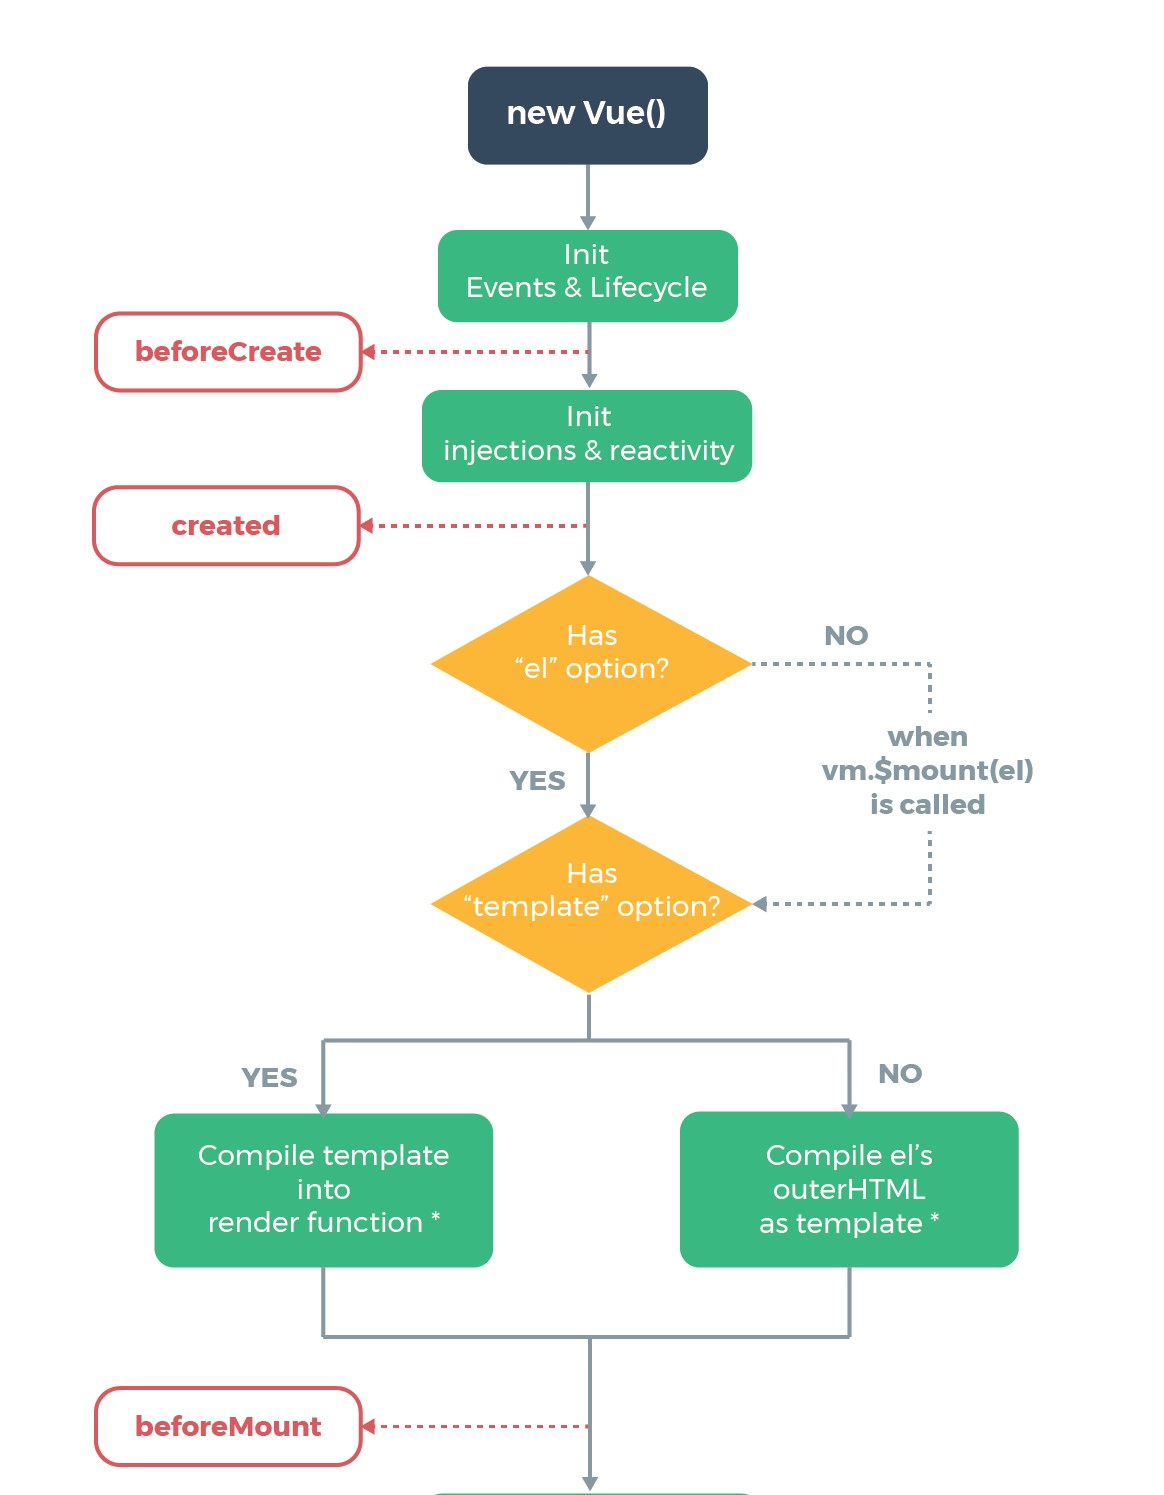 new Vue()
Init
Events & Lifecycle
beforeCreate
Init
injections & reactivity
created
Has
“el” option?
NO
when
vm.$mount(el)
is called
YES
Has
“template” option?
YES
NO
Compile template
into
render function *
Compile el’s
outerHTML
as template *
beforeMount